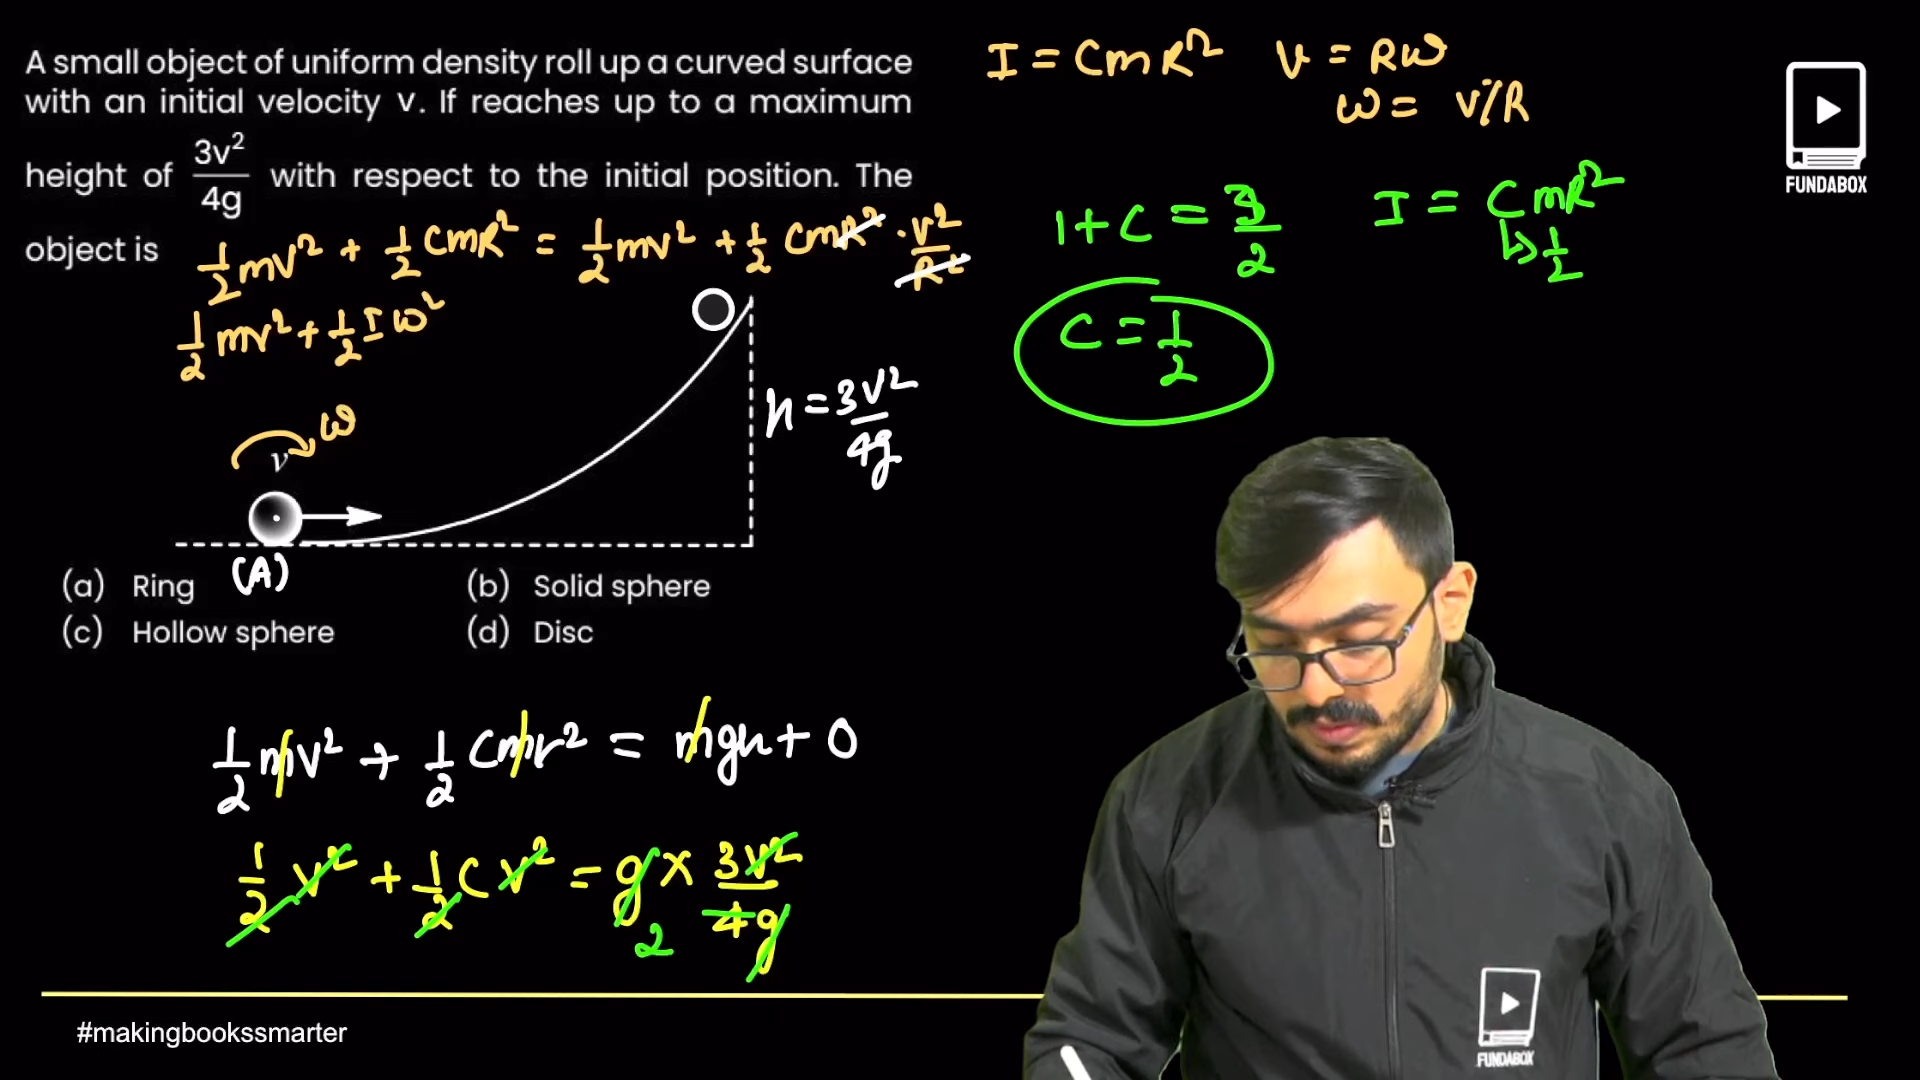 A small object of uniform density roll up a curved surface
with an initial velocity v. If reaches up to a maximum
height of 3v²/4g with respect to the initial position. The
object is
½mv² + ½CmR² = ½mv² + ½CmR² · v²/R²
½mv² + ½Iω²
ω
v
h = 3v²/4g
(A)
(a) Ring (b) Solid sphere
(c) Hollow sphere (d) Disc
½mv² + ½Cmv² = mgh + 0
½v² + ½Cv² = g × 3v²/4g
2
I = CmR² v = Rω
ω = v/R
1+C = 3/2 I = CmR²
↳ ½
C = ½
FUNDABOX
FUNDABOX
#makingbookssmarter